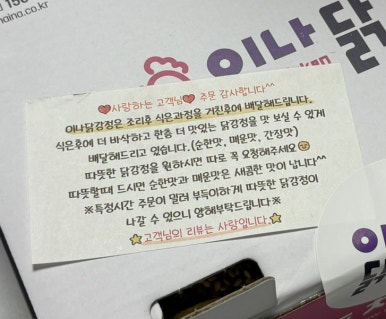 150
naina.co.kr
이나닭
❤사랑하는 고객님❤ 주문 감사합니다^^
이나닭강정은 조리후 식은과정을 거친후에 배달해드립니다.
식은후에 더 바삭하고 한층 더 맛있는 닭강정을 맛 보실 수 있게
배달해드리고 있습니다.(순한맛, 매운맛, 간장맛)
따뜻한 닭강정을 원하시면 따로 꼭 요청해주세요
따뜻할때 드시면 순한맛과 매운맛은 새콤한 맛이 납니다^^
※특정시간 주문이 밀려 부득이하게 따뜻한 닭강정이
나갈 수 있으니 양해부탁드립니다※
⭐고객님의 리뷰는 사랑입니다.⭐
이나
닭